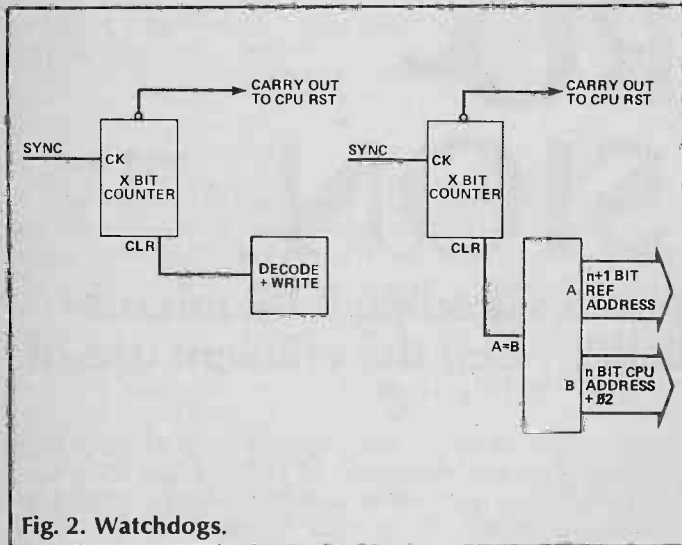 CARRY OUT
TO CPU RST
SYNC
CK
X BIT
COUNTER
CLR
DECODE
+ WRITE
CARRY OUT
TO CPU RST
SYNC
CK
X BIT
COUNTER
CLR
A=B
A
n+1 BIT
REF
ADDRESS
B
n BIT CPU
ADDRESS
+ Ø2
Fig. 2. Watchdogs.